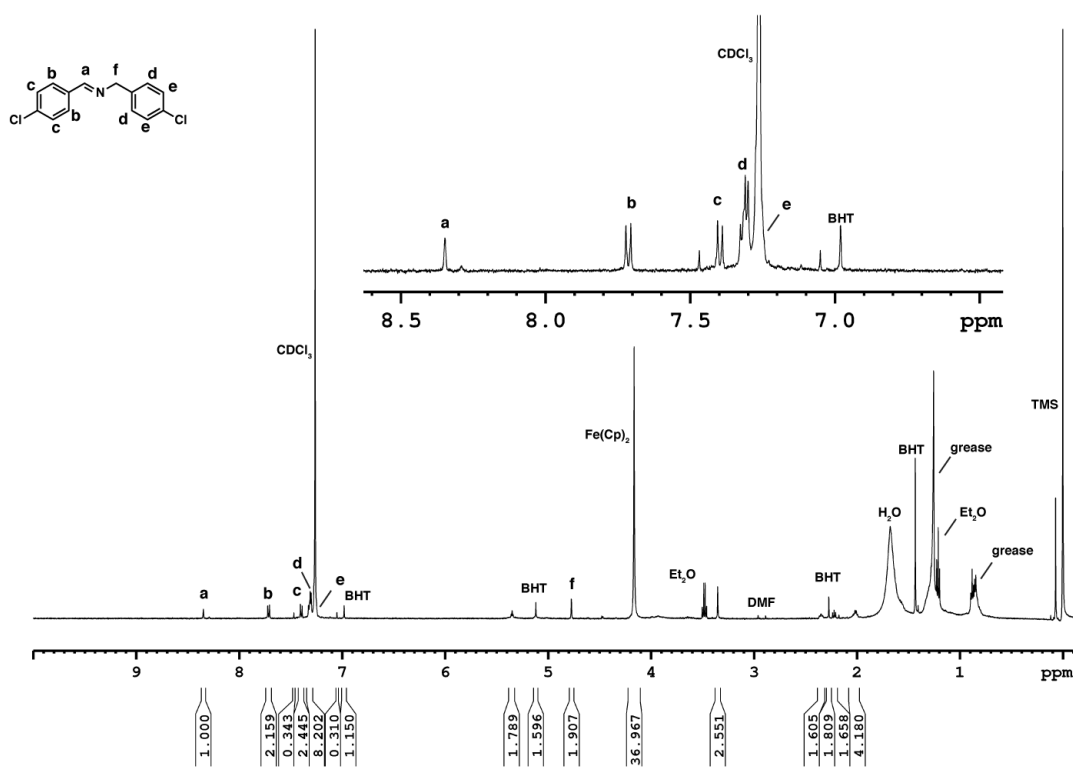 b
a
f
d
c
N
e
Cl
b
d
Cl
c
e
CDCl₃
a
b
c
d
e
BHT
8.5
8.0
7.5
7.0
ppm
CDCl₃
Fe(Cp)₂
TMS
BHT
grease
H₂O
Et₂O
grease
a
b
c
d
e
BHT
BHT
f
Et₂O
DMF
BHT
9
8
7
6
5
4
3
2
1
ppm
1.000
2.159
0.343
2.445
8.202
0.310
1.150
1.789
1.596
1.907
36.967
2.551
1.605
1.809
1.658
4.180